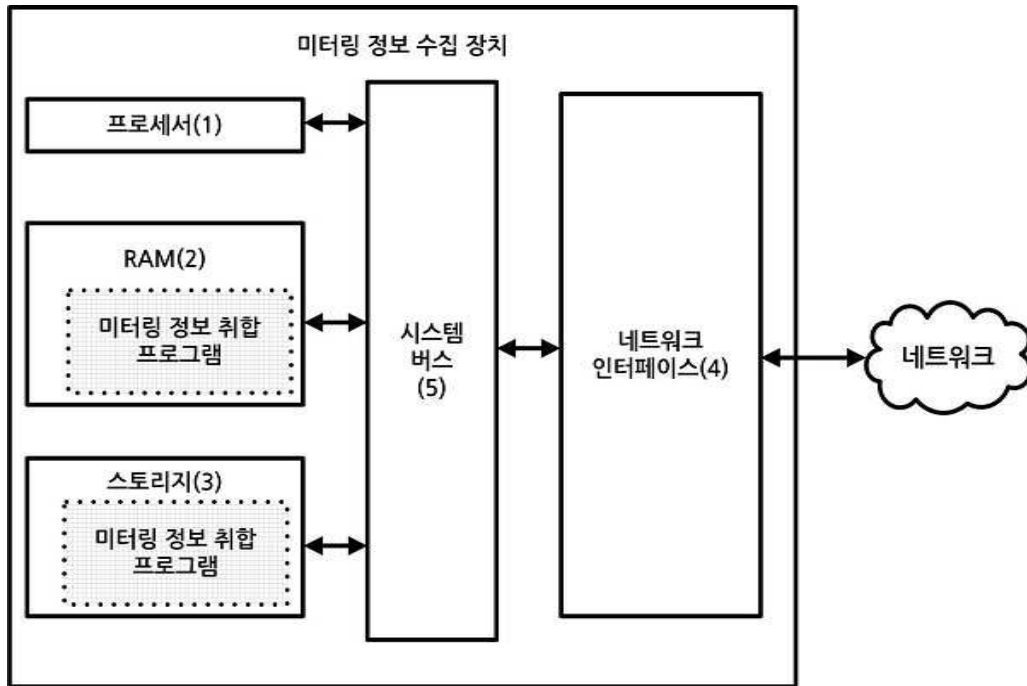 미터링 정보 수집 장치
프로세서(1)
RAM(2)
미터링 정보 취합
프로그램
스토리지(3)
미터링 정보 취합
프로그램
시스템
버스
(5)
네트워크
인터페이스(4)
네트워크